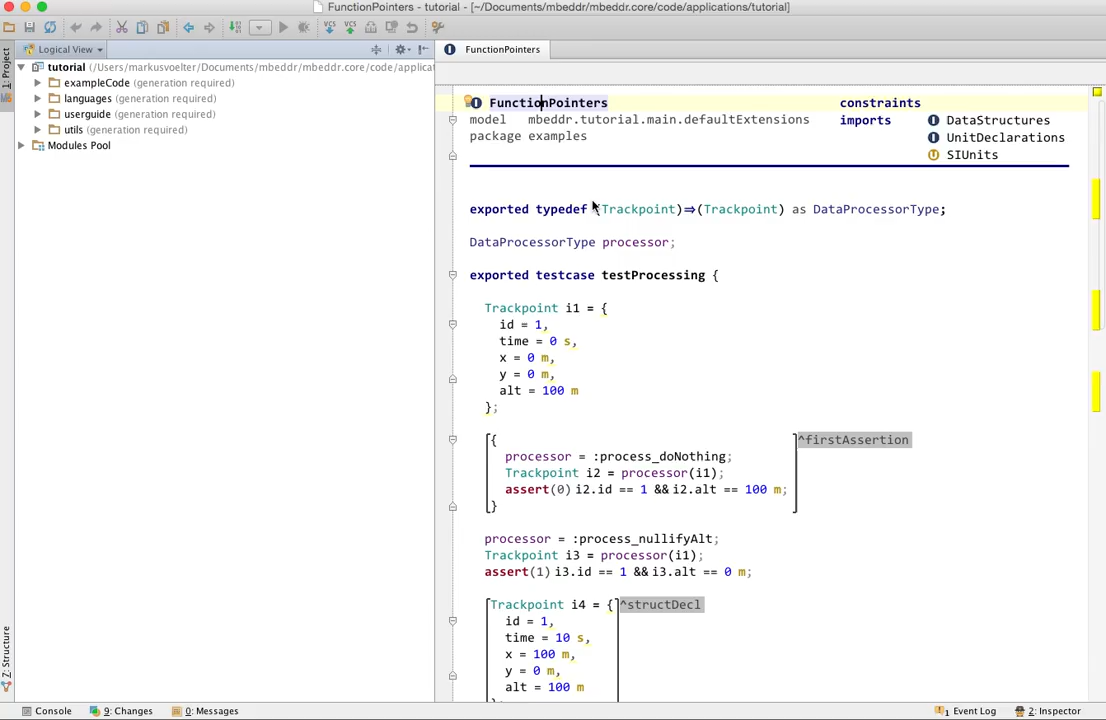 FunctionPointers - tutorial - [~/Documents/mbeddr/mbeddr.core/code/applications/tutorial]
Logical View
FunctionPointers
1: Project
tutorial (/Users/markusvoelter/Documents/mbeddr/mbeddr.core/code/applicat
exampleCode (generation required)
languages (generation required)
userguide (generation required)
utils (generation required)
Modules Pool
FunctionPointers
constraints
model mbeddr.tutorial.main.defaultExtensions
imports
DataStructures
package examples
UnitDeclarations
SIUnits
exported typedef (Trackpoint)⇒(Trackpoint) as DataProcessorType;
DataProcessorType processor;
exported testcase testProcessing {
Trackpoint i1 = {
id = 1,
time = 0 s,
x = 0 m,
y = 0 m,
alt = 100 m
};
{ ^firstAssertion
processor = :process_doNothing;
Trackpoint i2 = processor(i1);
assert(0) i2.id == 1 && i2.alt == 100 m;
}
processor = :process_nullifyAlt;
Trackpoint i3 = processor(i1);
assert(1) i3.id == 1 && i3.alt == 0 m;
Trackpoint i4 = { ^structDecl
id = 1,
time = 10 s,
x = 100 m,
y = 0 m,
alt = 100 m
Z: Structure
Console
9: Changes
0: Messages
1 Event Log
2: Inspector